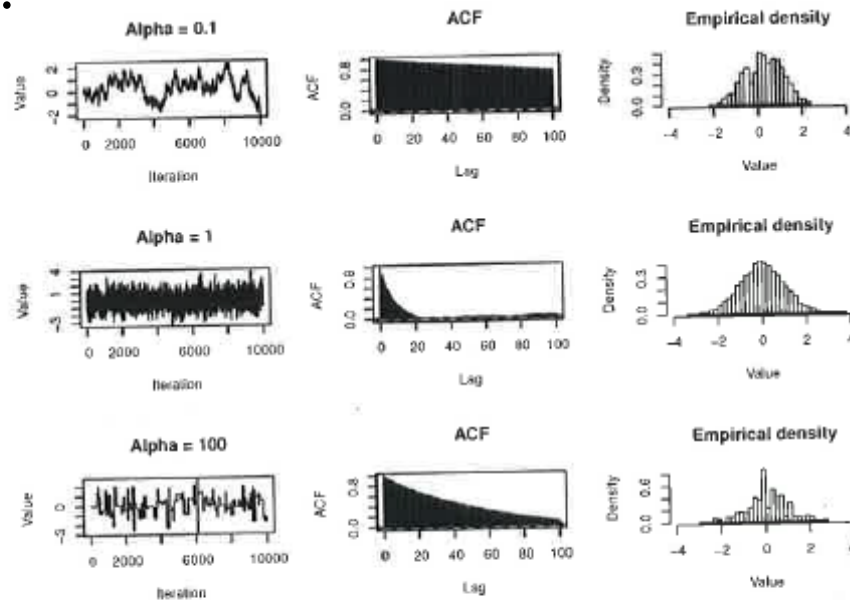 Alpha = 0.1
ACF
Empirical density
Value
2
0
-2
0 2000 6000 10000
Iteration
ACF
0.8
0.0
0 20 40 60 80 100
Lag
Density
0.3
0.0
-4 -2 0 2 4
Value
Alpha = 1
ACF
Empirical density
Value
4
1
-3
0 2000 6000 10000
Iteration
ACF
0.8
0.0
0 20 40 60 80 100
Lag
Density
0.3
0.0
-4 -2 0 2 4
Value
Alpha = 100
ACF
Empirical density
Value
0
0 2000 6000 10000
Iteration
ACF
0.8
0.0
0 20 40 60 80 100
Lag
Density
0.6
0.0
-4 -2 0 2
Value